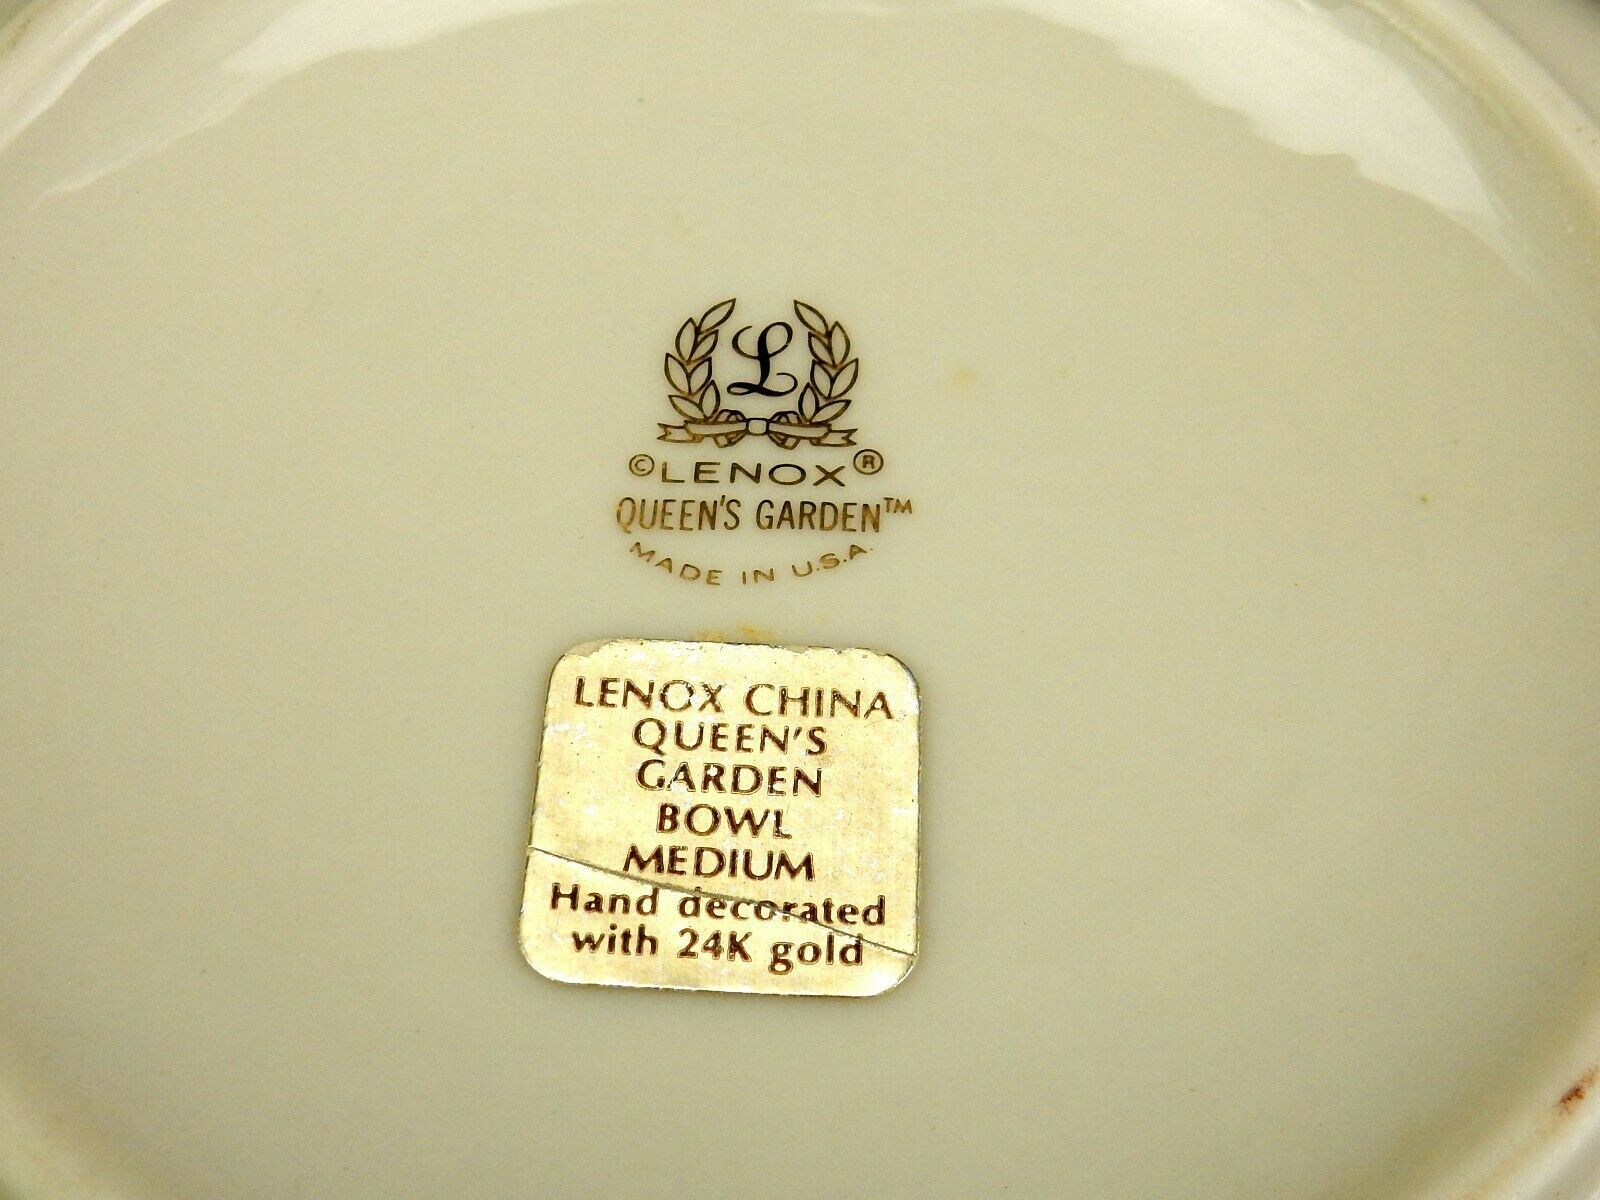 L
©LENOX®
QUEEN'S GARDEN™
MADE IN U.S.A.
LENOX CHINA
QUEEN'S
GARDEN
BOWL
MEDIUM
Hand decorated
with 24K gold